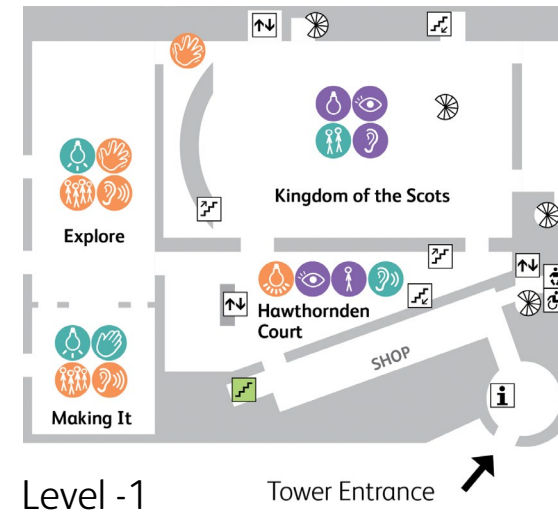 Kingdom of the Scots
Explore
Hawthornden
Court
SHOP
Making It
i
Level -1
Tower Entrance